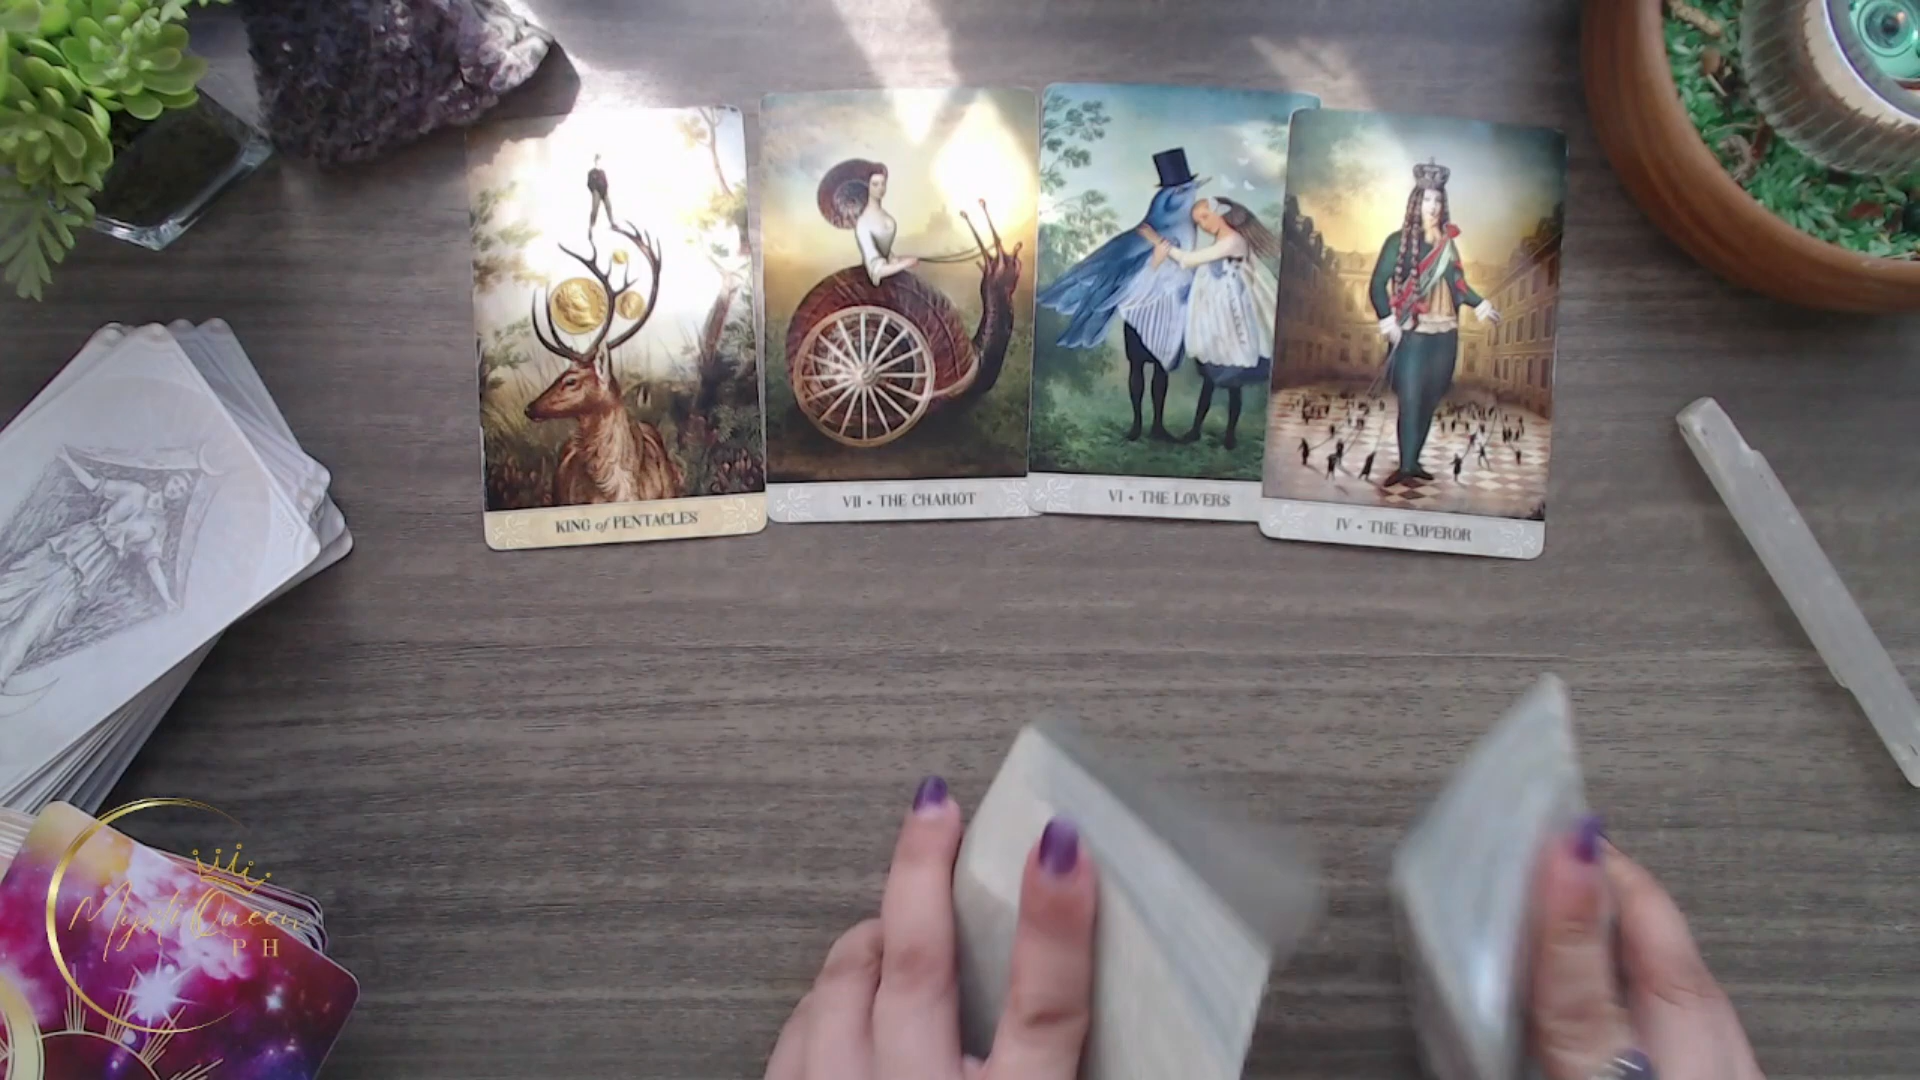 KING of PENTACLES
VII • THE CHARIOT
VI • THE LOVERS
IV • THE EMPEROR
MystiQueen
PH